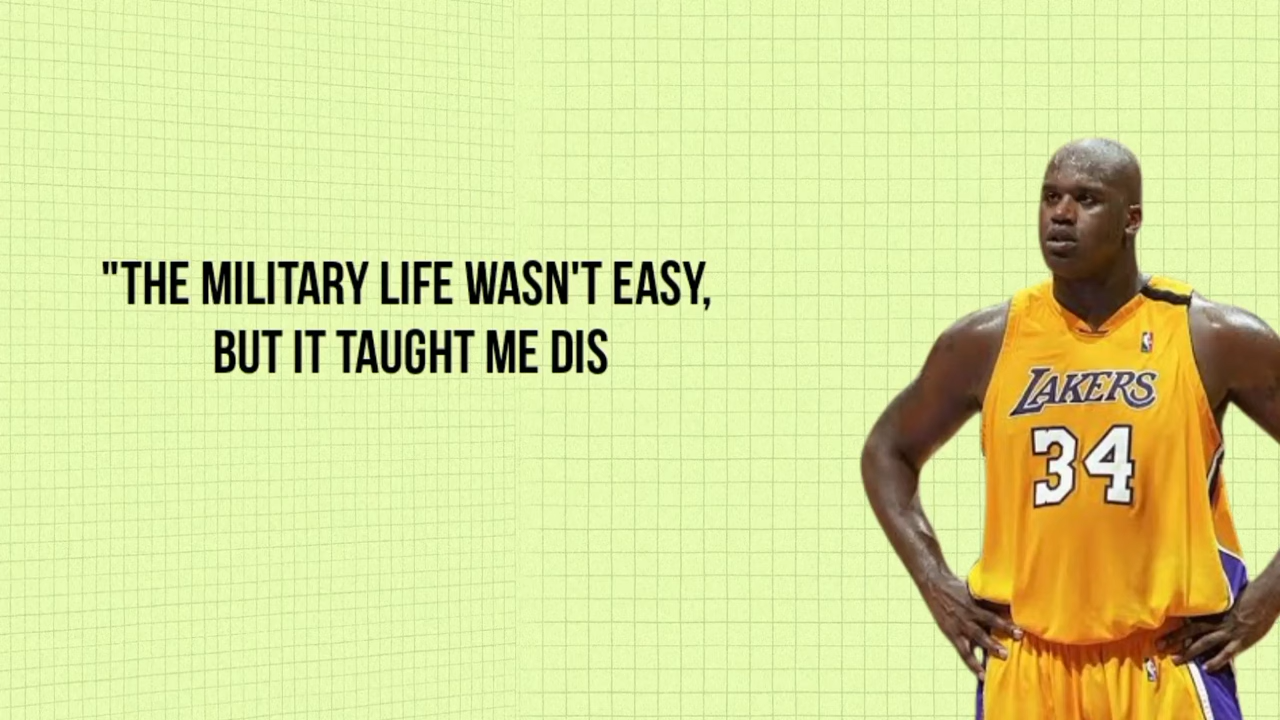 "THE MILITARY LIFE WASN'T EASY,
BUT IT TAUGHT ME DIS
LAKERS
34